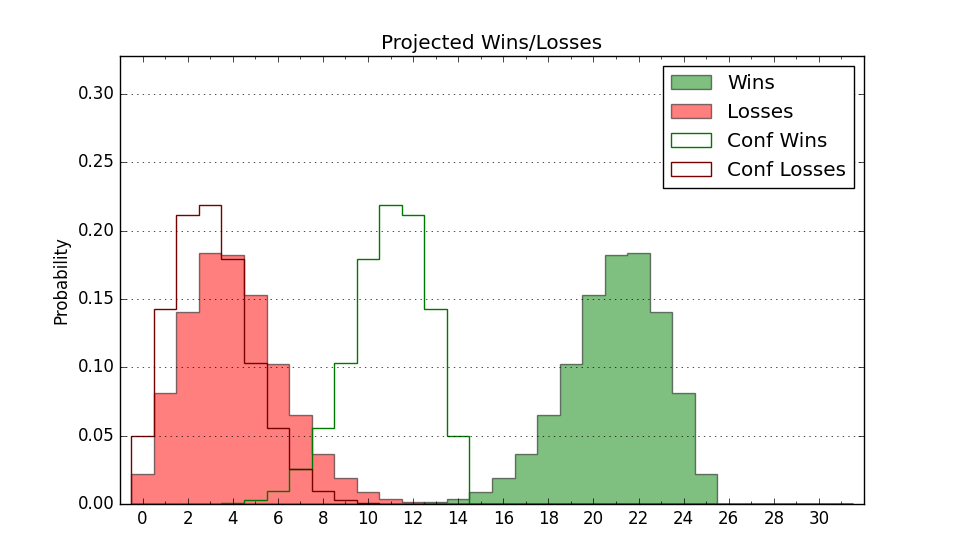 Projected Wins/Losses
Wins
Losses
Conf Wins
Conf Losses
Probability
0.30
0.25
0.20
0.15
0.10
0.05
0.00
0 2 4 6 8 10 12 14 16 18 20 22 24 26 28 30